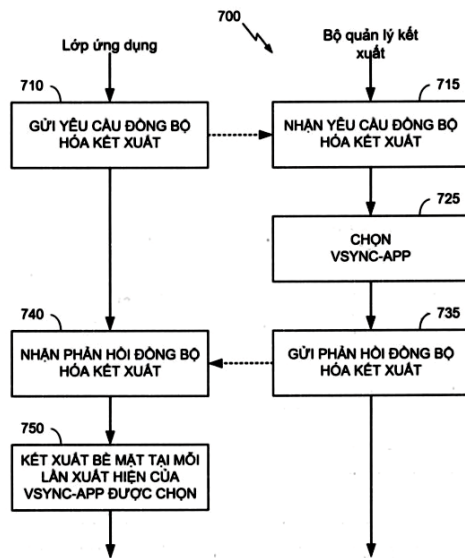 700
Lớp ứng dụng
Bộ quản lý kết
xuất
710
GỬI YÊU CẦU ĐỒNG BỘ
HÓA KẾT XUẤT
715
NHẬN YÊU CẦU ĐỒNG BỘ
HÓA KẾT XUẤT
725
CHỌN
VSYNC-APP
740
NHẬN PHẢN HỒI ĐỒNG BỘ
HÓA KẾT XUẤT
735
GỬI PHẢN HỒI ĐỒNG BỘ
HÓA KẾT XUẤT
750
KẾT XUẤT BỀ MẶT TẠI MỖI
LẦN XUẤT HIỆN CỦA
VSYNC-APP ĐƯỢC CHỌN